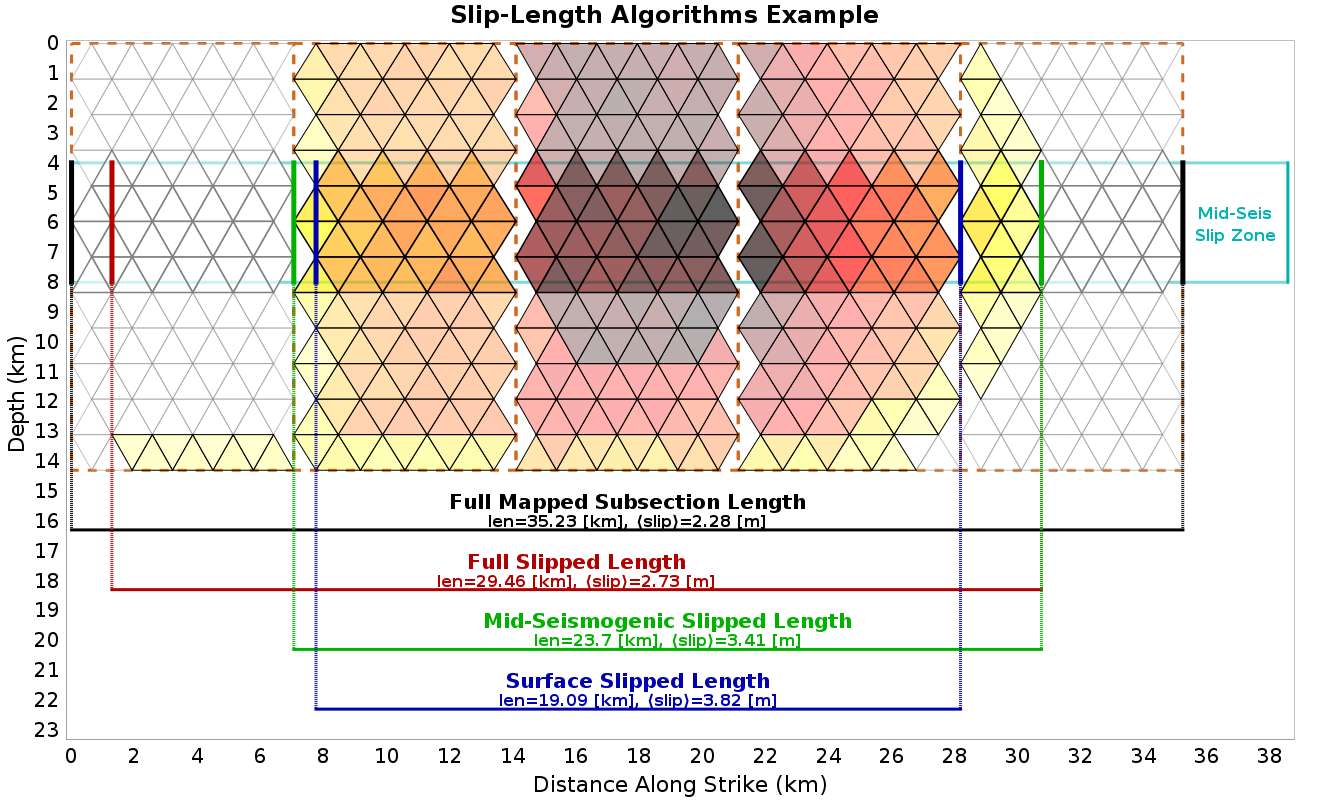 Slip-Length Algorithms Example
0
1
2
3
4
5
6
7
8
9
10
11
12
13
14
15
16
17
18
19
20
21
22
23
Depth (km)
Mid-Seis
Slip Zone
Full Mapped Subsection Length
len=35.23 [km], ⟨slip⟩=2.28 [m]
Full Slipped Length
len=29.46 [km], ⟨slip⟩=2.73 [m]
Mid-Seismogenic Slipped Length
len=23.7 [km], ⟨slip⟩=3.41 [m]
Surface Slipped Length
len=19.09 [km], ⟨slip⟩=3.82 [m]
0 2 4 6 8 10 12 14 16 18 20 22 24 26 28 30 32 34 36 38
Distance Along Strike (km)